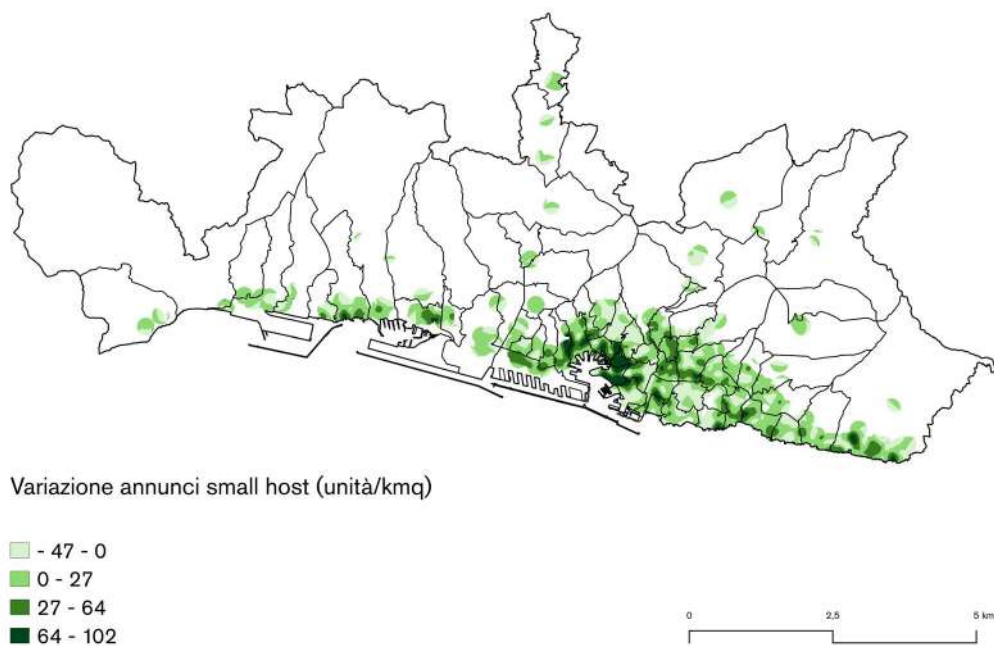 Variazione annunci small host (unità/kmq)
- 47 - 0
0 - 27
27 - 64
64 - 102
0 2,5 5 km